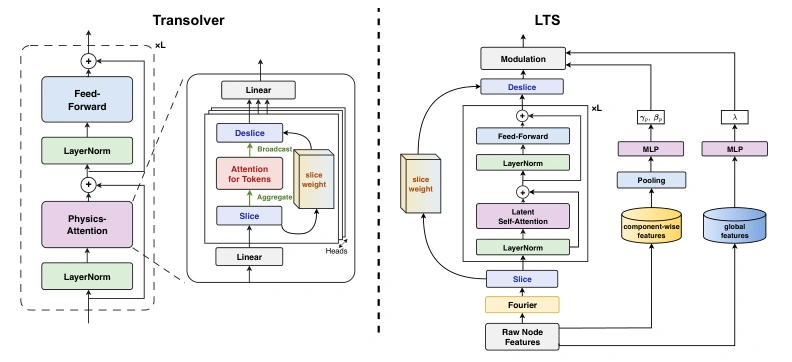 Transolver
×L
+
Feed-
Forward
LayerNorm
+
Physics-
Attention
LayerNorm
Linear
Deslice
Broadcast
Attention
for Tokens
slice
weight
Aggregate
Slice
Heads
Linear
LTS
Modulation
Deslice
×L
+
Feed-Forward
LayerNorm
+
Latent
Self-Attention
LayerNorm
slice
weight
Slice
Fourier
Raw Node
Features
γₚ, βₚ
MLP
Pooling
component-wise
features
λ
MLP
global
features